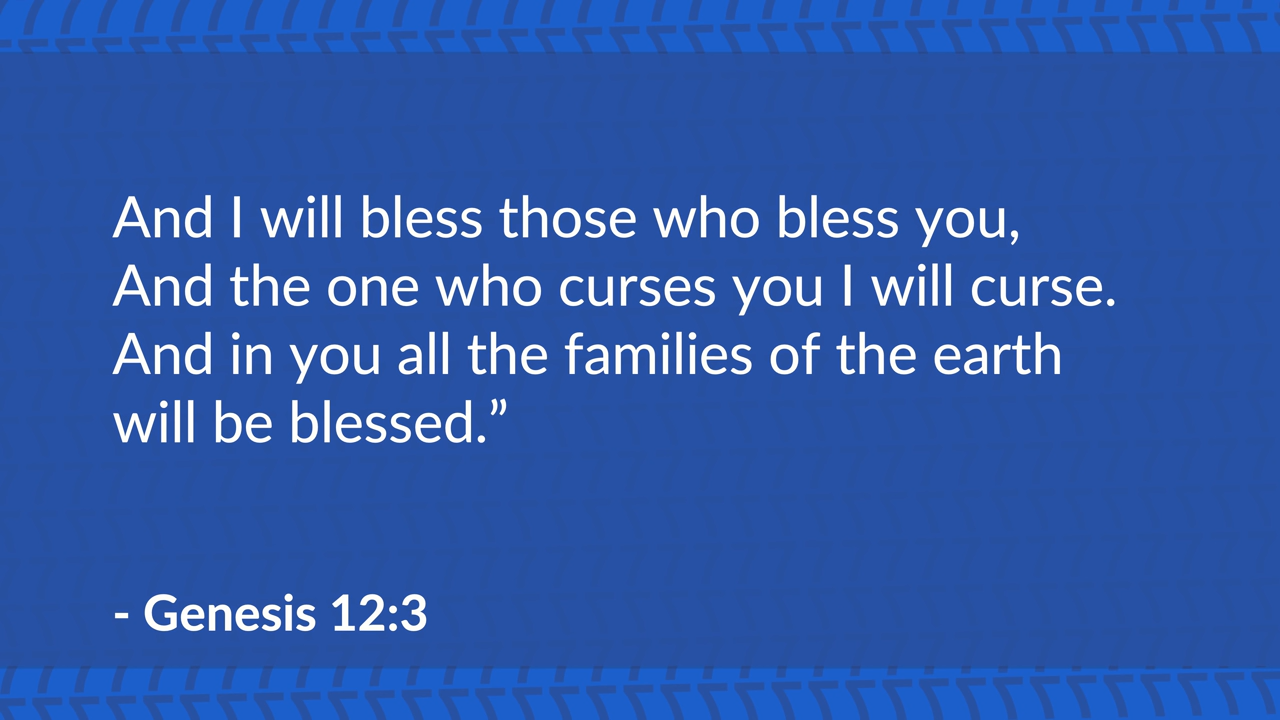 And I will bless those who bless you,
And the one who curses you I will curse.
And in you all the families of the earth
will be blessed.”
- Genesis 12:3